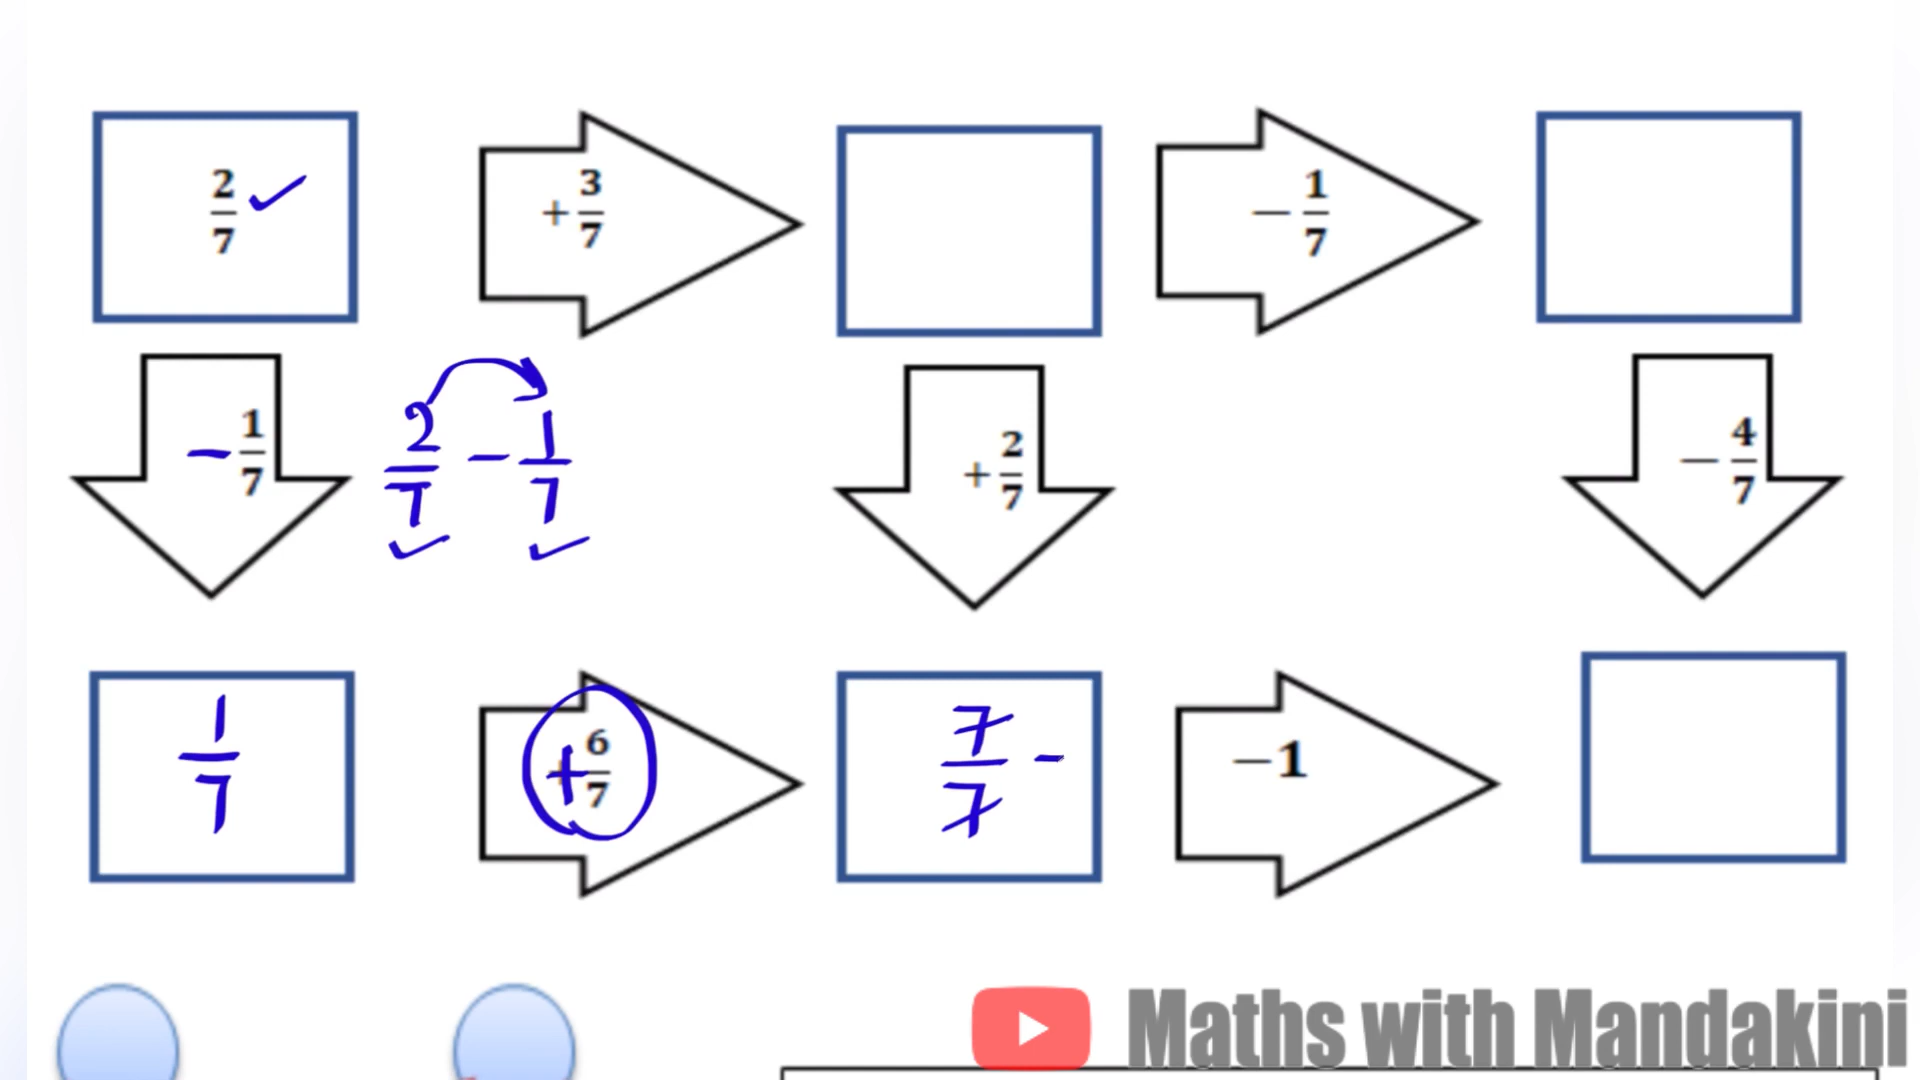 2/7 ✓ + 3/7 − 1/7
− 1/7 2/7 − 1/7 + 2/7 − 4/7
✓ ✓
1/7 + 6/7 7/7 - −1
Maths with Mandakini